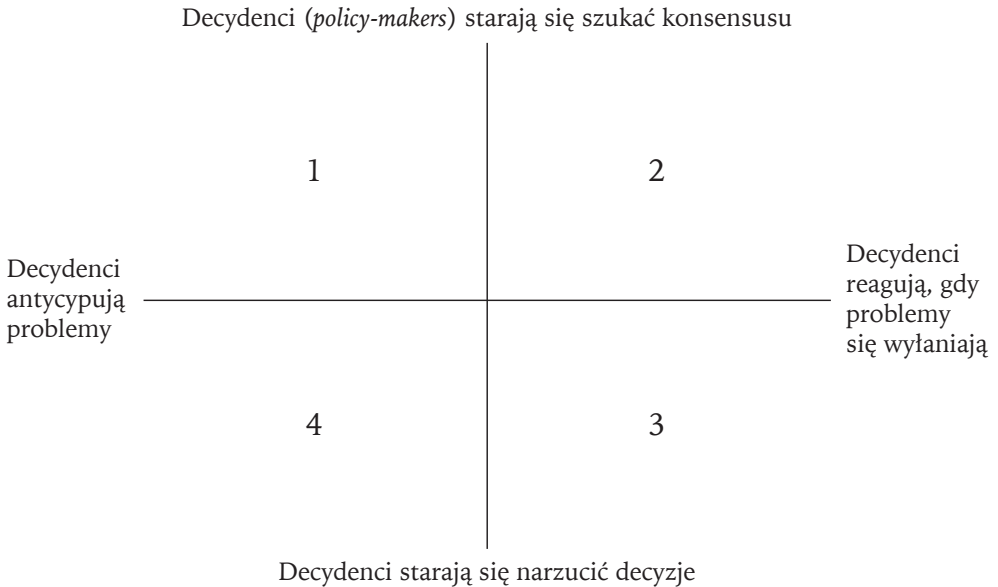 Decydenci (policy-makers) starają się szukać konsensusu
1
2
Decydenci
antycypują
problemy
Decydenci
reagują, gdy
problemy
się wyłaniają
4
3
Decydenci starają się narzucić decyzje